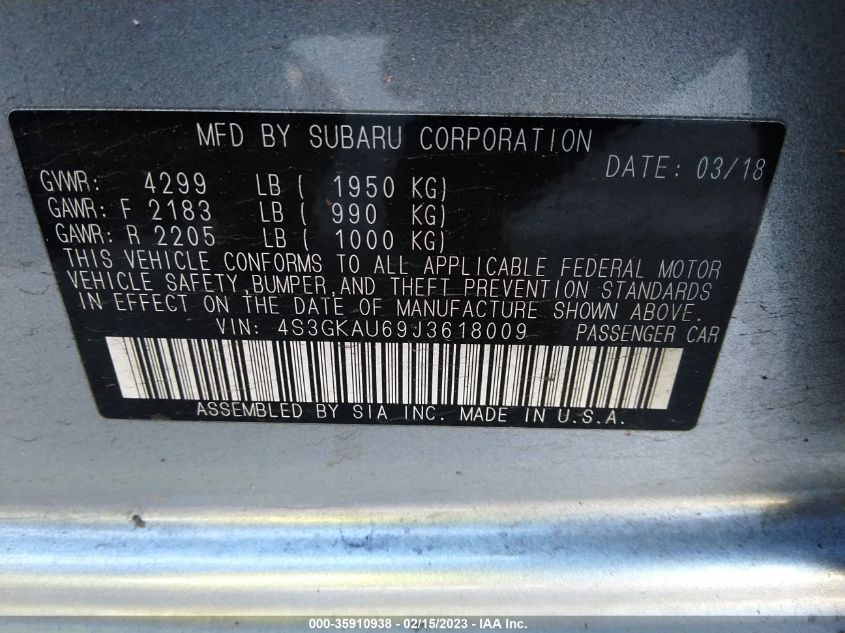 MFD BY SUBARU CORPORATION
DATE: 03/18
GVWR: 4299 LB ( 1950 KG)
GAWR: F 2183 LB ( 990 KG)
GAWR: R 2205 LB ( 1000 KG)
THIS VEHICLE CONFORMS TO ALL APPLICABLE FEDERAL MOTOR
VEHICLE SAFETY, BUMPER, AND THEFT PREVENTION STANDARDS
IN EFFECT ON THE DATE OF MANUFACTURE SHOWN ABOVE.
VIN: 4S3GKAU69J3618009 PASSENGER CAR
ASSEMBLED BY SIA INC. MADE IN U.S.A.
000-35910938 - 02/15/2023 - IAA Inc.